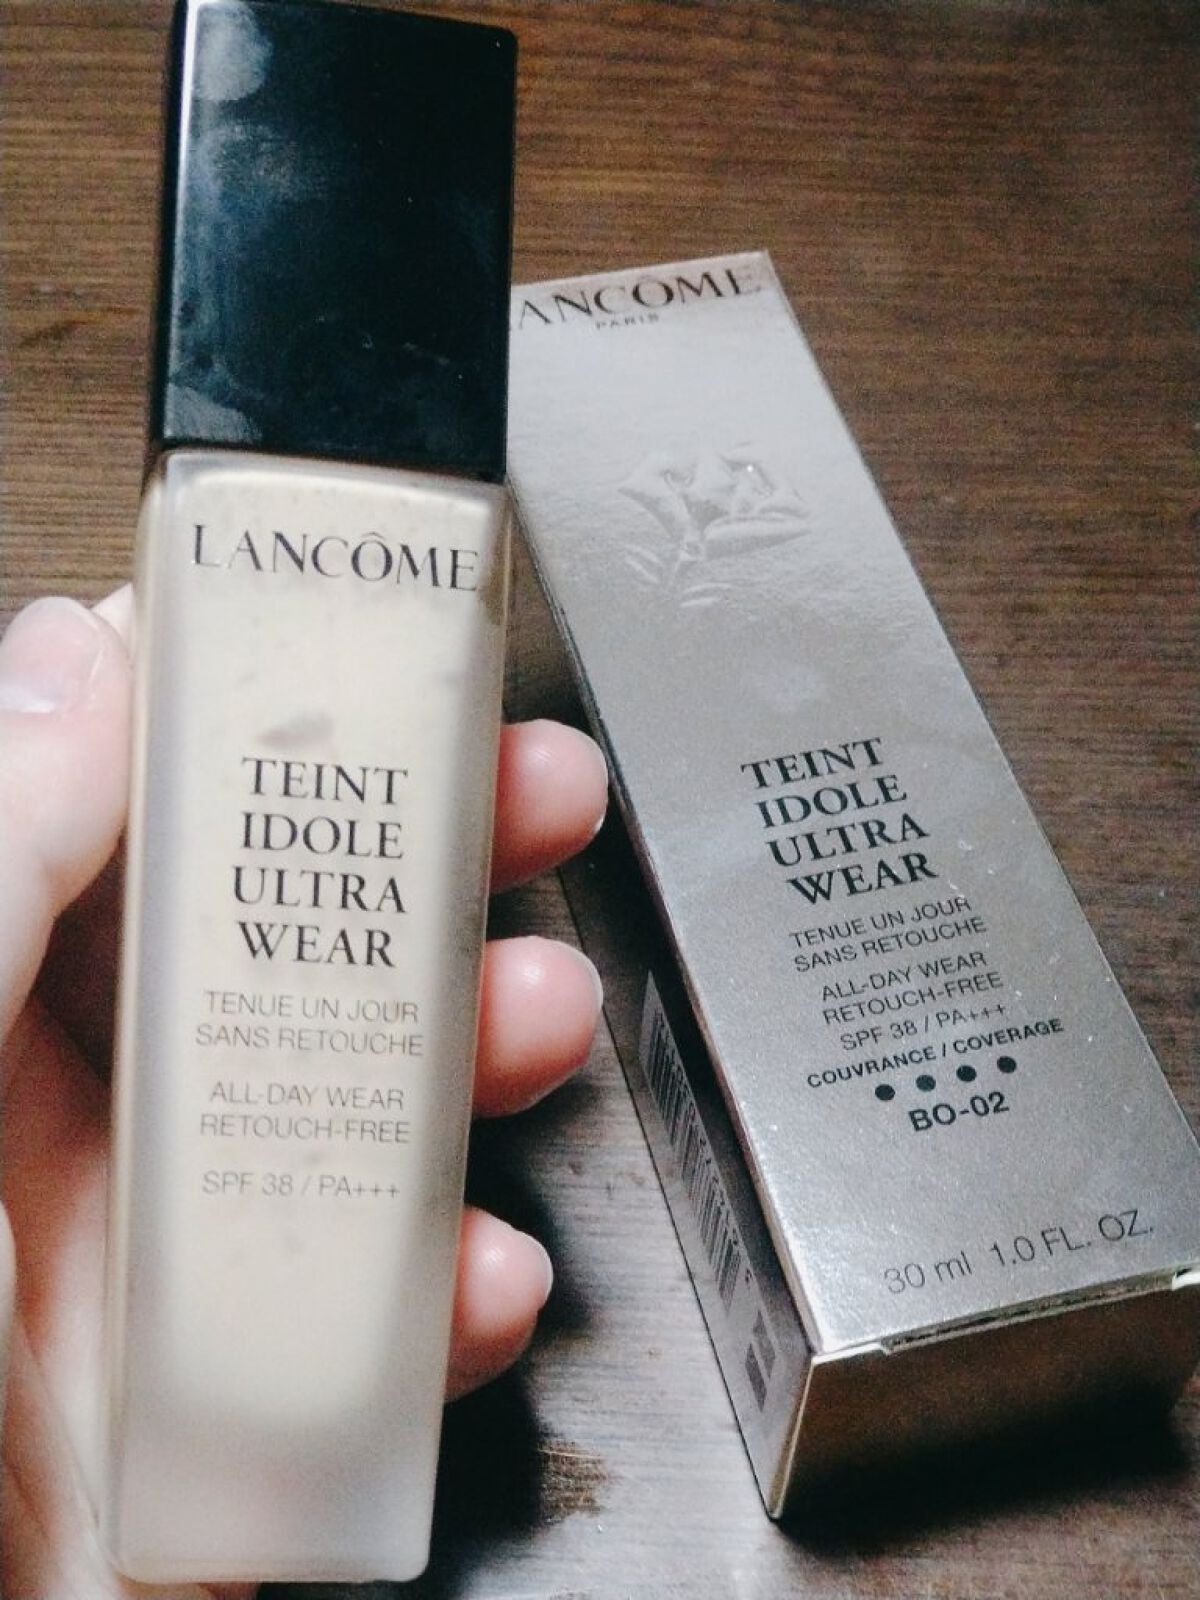 LANCÔME
TEINT
IDOLE
ULTRA
WEAR
TENUE UN JOUR
SANS RETOUCHE
ALL-DAY WEAR
RETOUCH-FREE
SPF 38 / PA+++
LANCÔME
PARIS
TEINT
IDOLE
ULTRA
WEAR
TENUE UN JOUR
SANS RETOUCHE
ALL-DAY WEAR
RETOUCH-FREE
SPF 38 / PA+++
COUVRANCE / COVERAGE
BO-02
30 ml 1.0 FL. OZ.